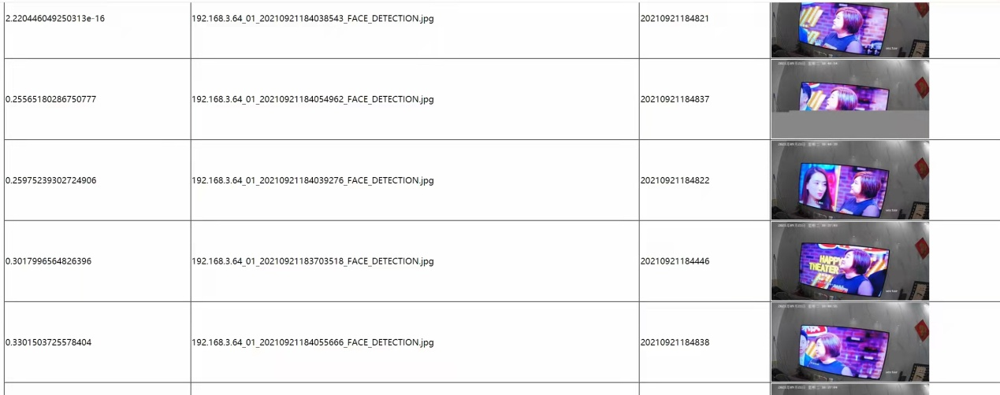 2.220446049250313e-16 192.168.3.64_01_20210921184038543_FACE_DETECTION.jpg 20210921184821
0.25565180286750777 192.168.3.64_01_20210921184054962_FACE_DETECTION.jpg 20210921184837
0.25975239302724906 192.168.3.64_01_20210921184039276_FACE_DETECTION.jpg 20210921184822
0.3017996564826396 192.168.3.64_01_20210921183703518_FACE_DETECTION.jpg 20210921184446
HAPPY
THEATER
0.3301503725578404 192.168.3.64_01_20210921184055666_FACE_DETECTION.jpg 20210921184838